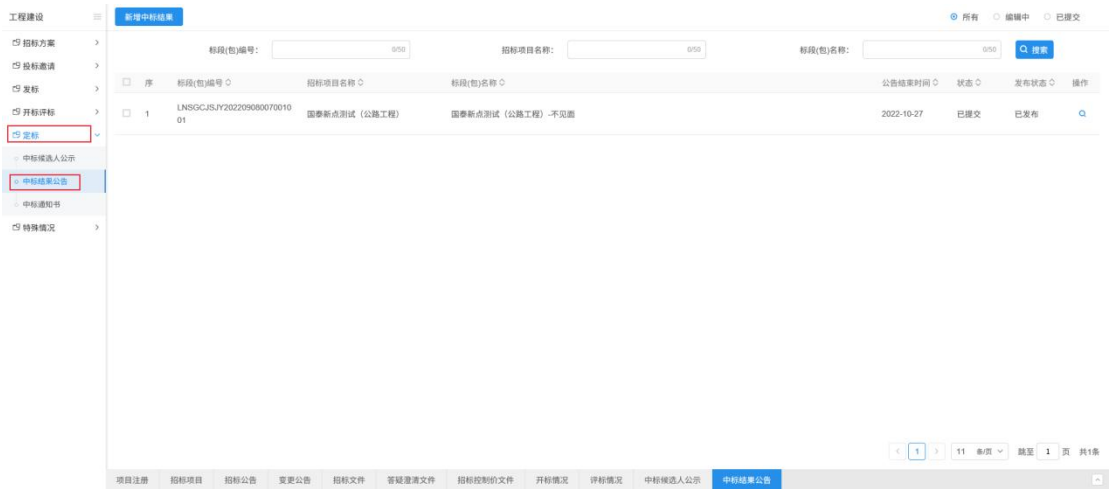 工程建设
新增中标结果
所有 编辑中 已提交
招标方案
投标邀请
发标
开标评标
定标
中标候选人公示
中标结果公告
中标通知书
特殊情况
标段(包)编号: 0/50 招标项目名称: 0/50 标段(包)名称: 0/50 搜索
序 标段(包)编号 招标项目名称 标段(包)名称 公告结束时间 状态 发布状态 操作
1 LNSGCJSJY202209080070010
01 国泰新点测试（公路工程） 国泰新点测试（公路工程）-不见面 2022-10-27 已提交 已发布
1 11 条/页 跳至 1 页 共1条
项目注册 招标项目 招标公告 变更公告 招标文件 答疑澄清文件 招标控制价文件 开标情况 评标情况 中标候选人公示 中标结果公告